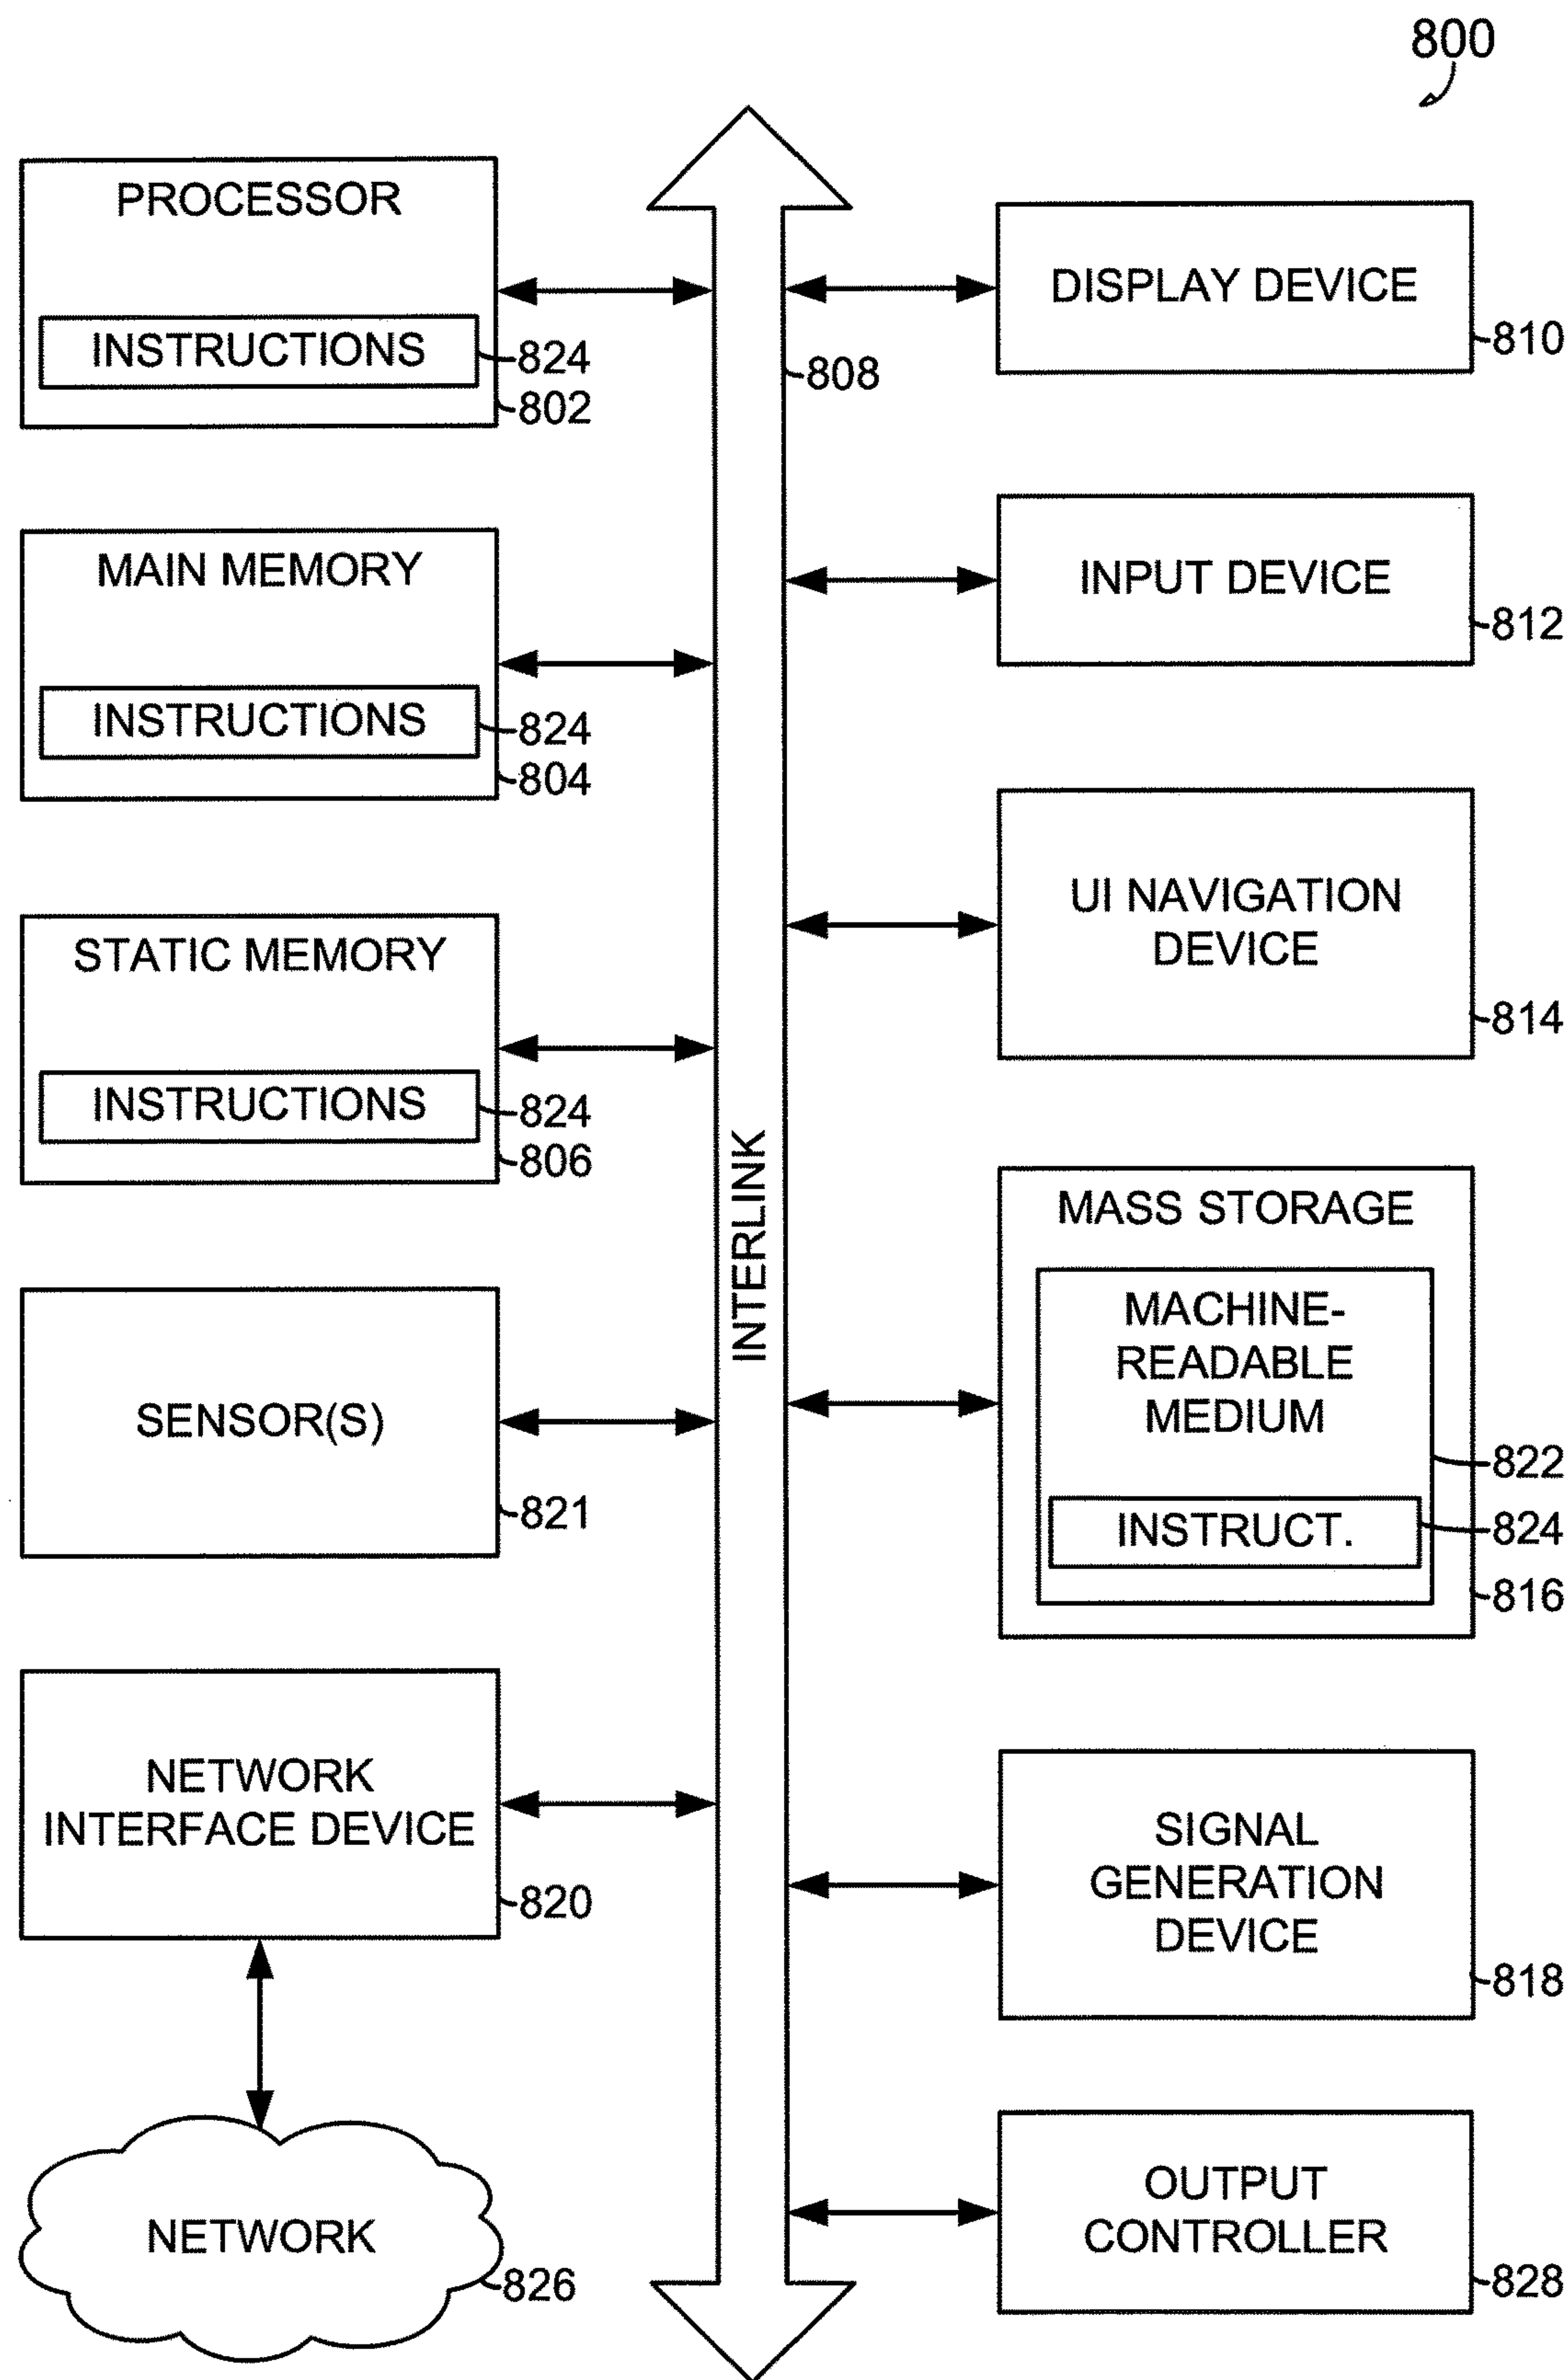 800
PROCESSOR
INSTRUCTIONS
824
802
MAIN MEMORY
INSTRUCTIONS
824
804
STATIC MEMORY
INSTRUCTIONS
824
806
SENSOR(S)
821
NETWORK
INTERFACE DEVICE
820
NETWORK
826
INTERLINK
808
DISPLAY DEVICE
810
INPUT DEVICE
812
UI NAVIGATION
DEVICE
814
MASS STORAGE
MACHINE-
READABLE
MEDIUM
822
INSTRUCT.
824
816
SIGNAL
GENERATION
DEVICE
818
OUTPUT
CONTROLLER
828